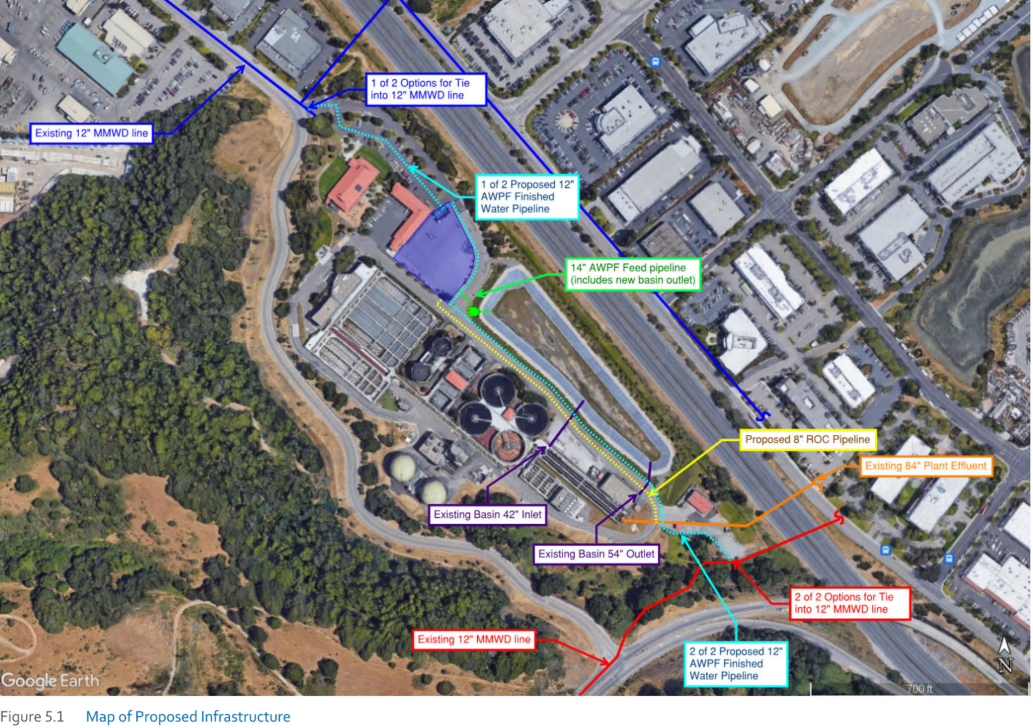 1 of 2 Options for Tie
into 12" MMWD line
Existing 12" MMWD line
1 of 2 Proposed 12"
AWPF Finished
Water Pipeline
14" AWPF Feed pipeline
(includes new basin outlet)
Proposed 8" ROC Pipeline
Existing 84" Plant Effluent
Existing Basin 42" Inlet
Existing Basin 54" Outlet
2 of 2 Options for Tie
into 12" MMWD line
Existing 12" MMWD line
2 of 2 Proposed 12"
AWPF Finished
Water Pipeline
N
Google Earth
700 ft
Figure 5.1 Map of Proposed Infrastructure